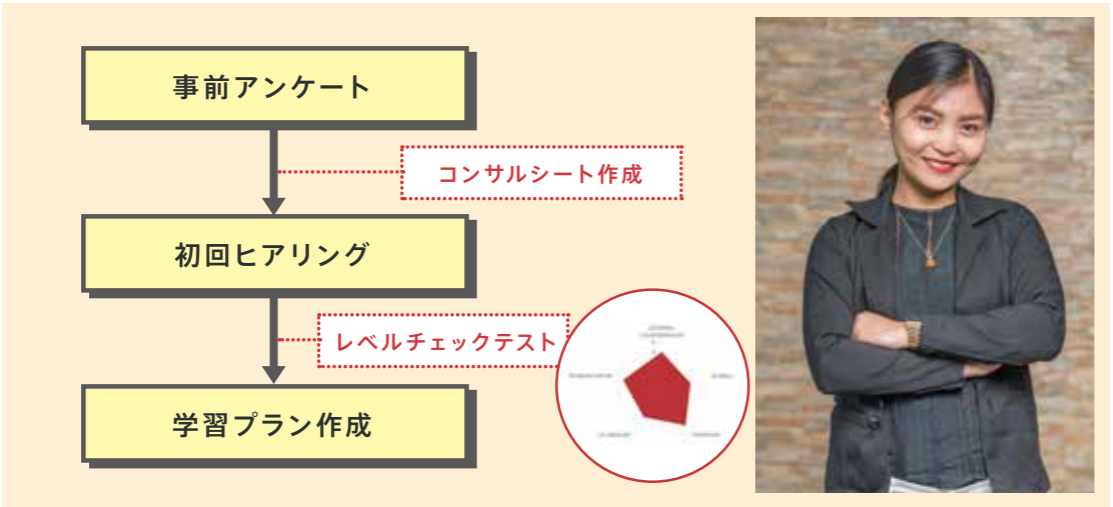 事前アンケート
コンサルシート作成
初回ヒアリング
レベルチェックテスト
学習プラン作成